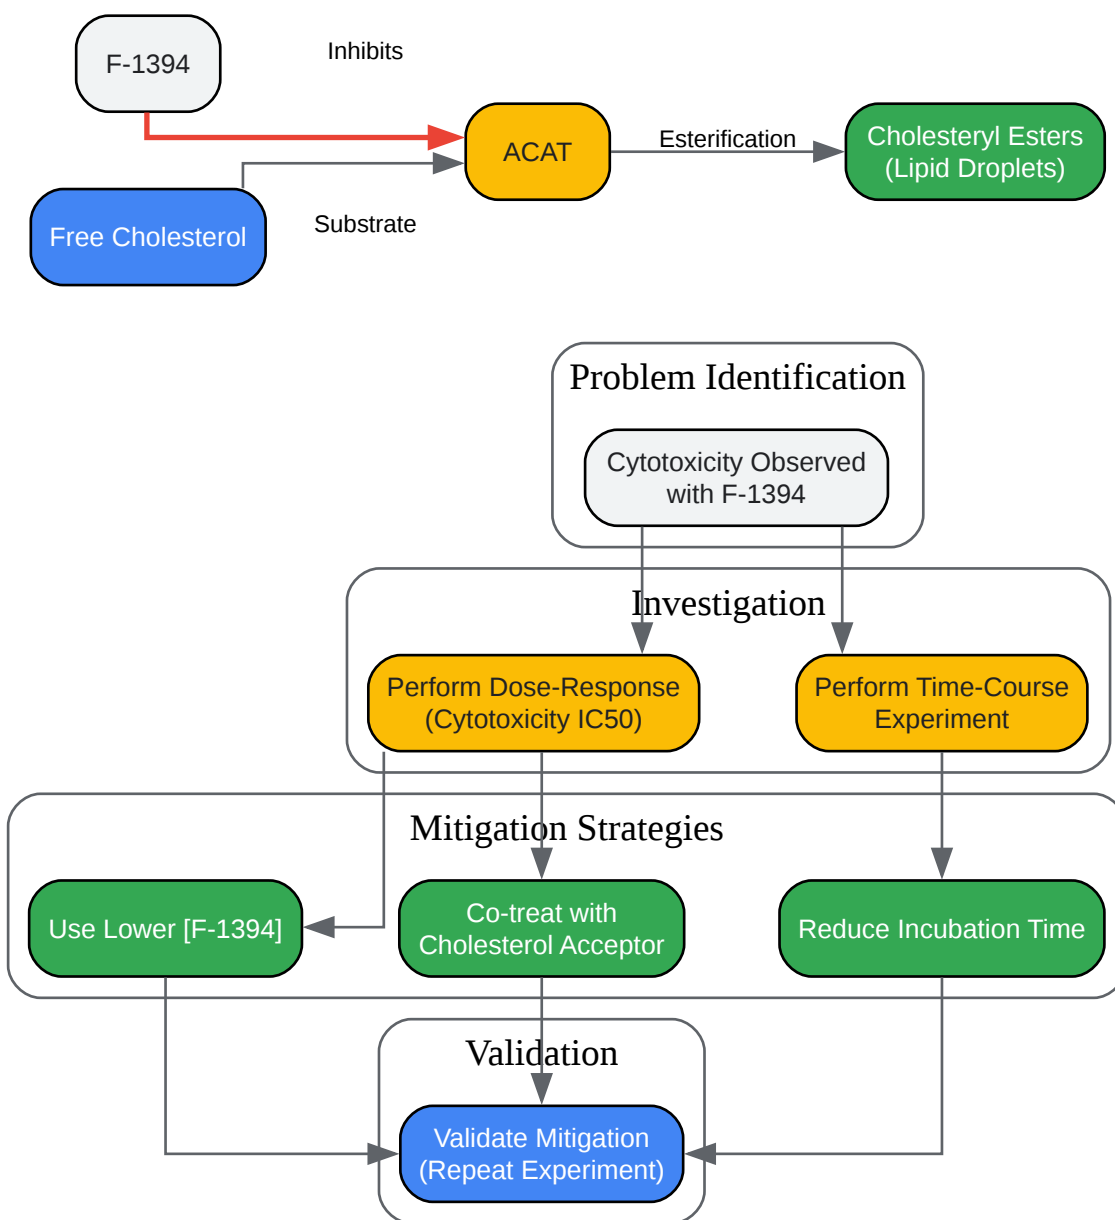 F-1394
Inhibits
ACAT
Esterification
Cholesteryl Esters
(Lipid Droplets)
Free Cholesterol
Substrate
Problem Identification
Cytotoxicity Observed
with F-1394
Investigation
Perform Dose-Response
(Cytotoxicity IC50)
Perform Time-Course
Experiment
Mitigation Strategies
Use Lower [F-1394]
Co-treat with
Cholesterol Acceptor
Reduce Incubation Time
Validation
Validate Mitigation
(Repeat Experiment)